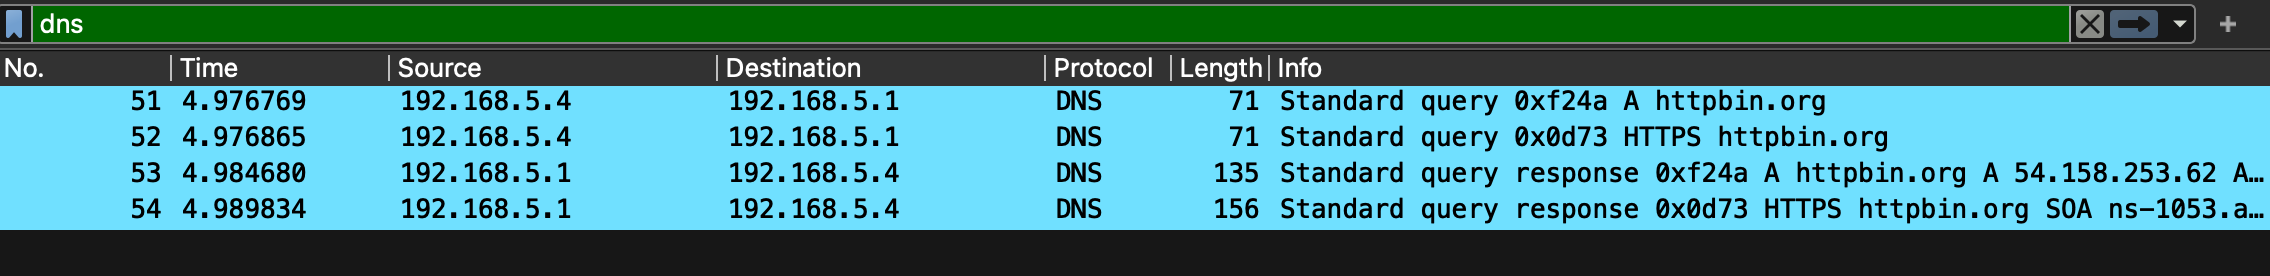 dns
No. Time Source Destination Protocol Length Info
51 4.976769 192.168.5.4 192.168.5.1 DNS 71 Standard query 0xf24a A httpbin.org
52 4.976865 192.168.5.4 192.168.5.1 DNS 71 Standard query 0x0d73 HTTPS httpbin.org
53 4.984680 192.168.5.1 192.168.5.4 DNS 135 Standard query response 0xf24a A httpbin.org A 54.158.253.62 A…
54 4.989834 192.168.5.1 192.168.5.4 DNS 156 Standard query response 0x0d73 HTTPS httpbin.org SOA ns-1053.a…